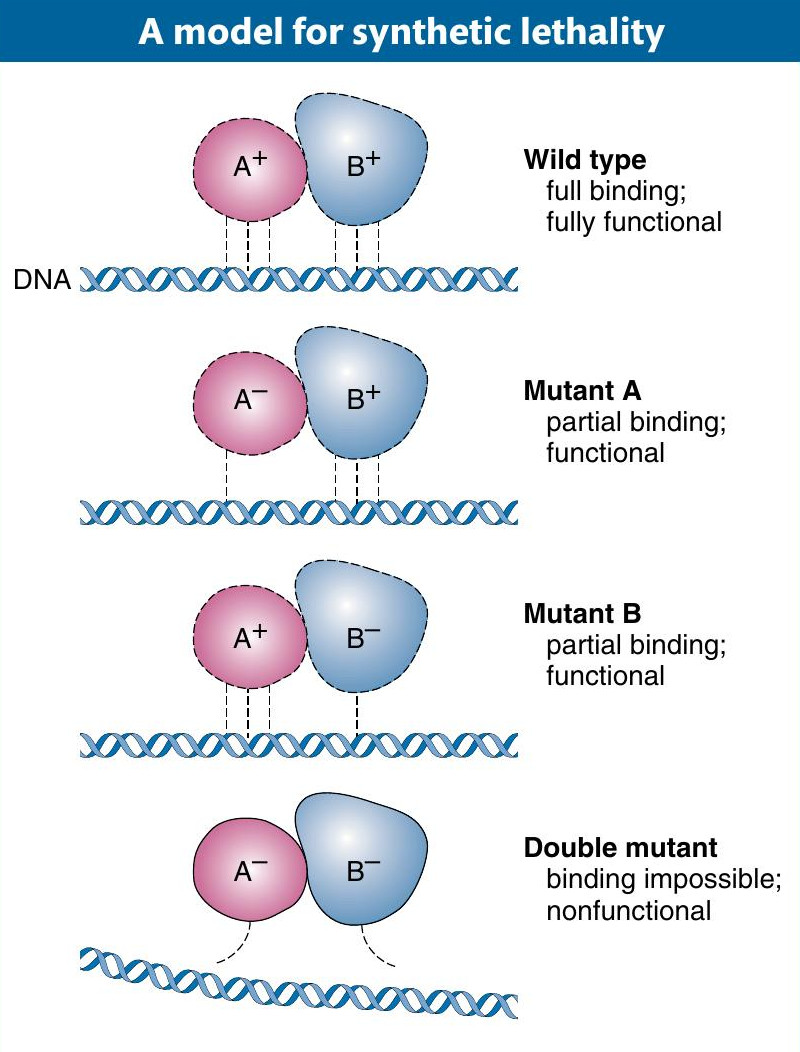 A model for synthetic lethality
A+ B+
Wild type
full binding;
fully functional
DNA
A− B+
Mutant A
partial binding;
functional
A+ B−
Mutant B
partial binding;
functional
A− B−
Double mutant
binding impossible;
nonfunctional